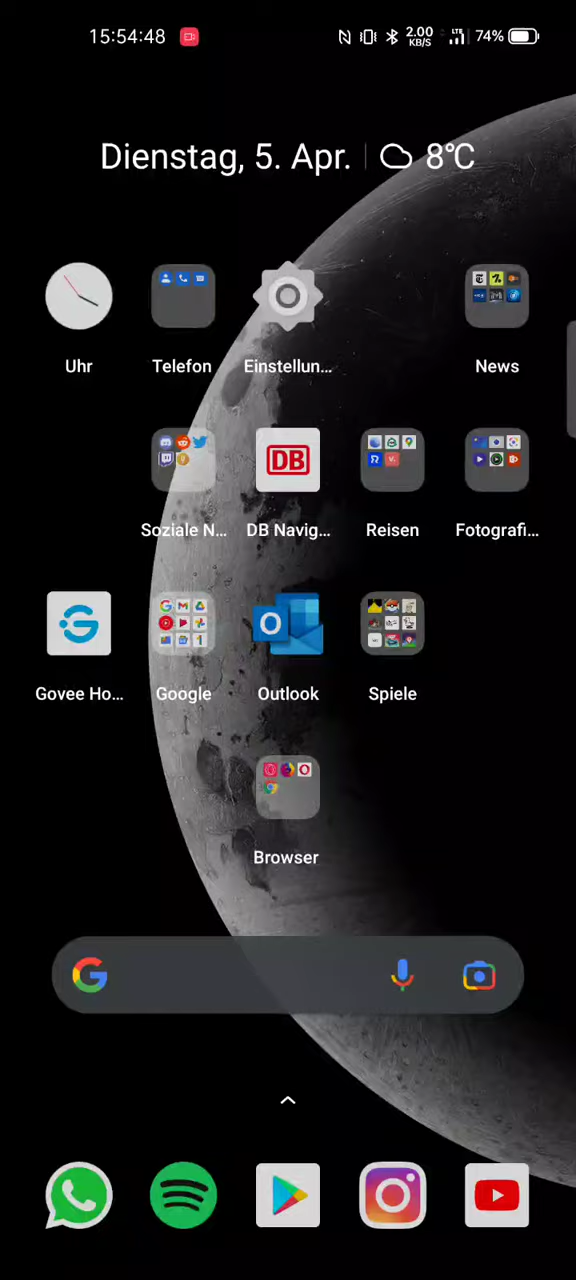 15:54:48 2.00 KB/S LTE 74%
Dienstag, 5. Apr. 8°C
Uhr Telefon Einstellun... News
DB
Soziale N... DB Navig... Reisen Fotografi...
Govee Ho... Google Outlook Spiele
Browser